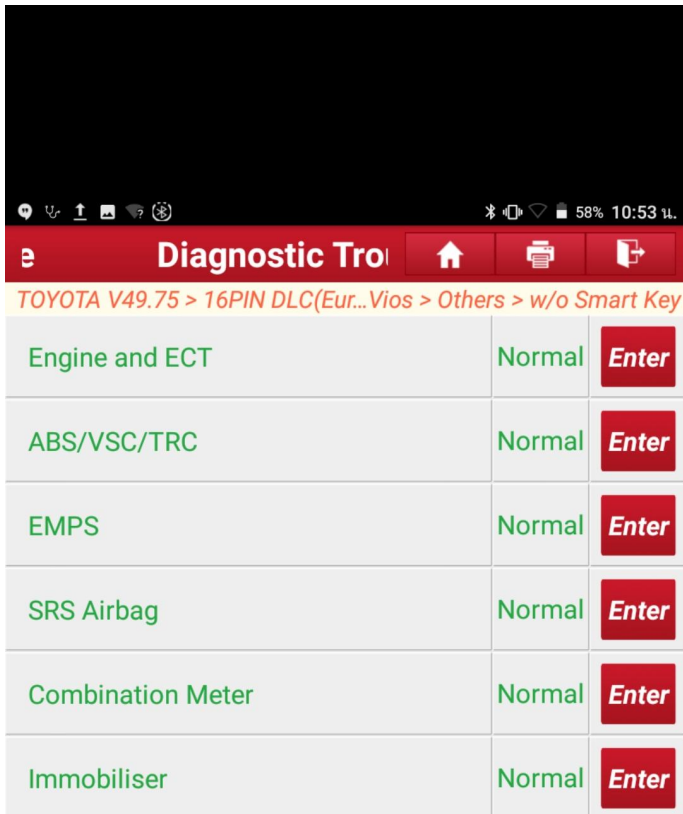 58% 10:53 น.
e Diagnostic Tro
TOYOTA V49.75 > 16PIN DLC(Eur...Vios > Others > w/o Smart Key
Engine and ECT Normal Enter
ABS/VSC/TRC Normal Enter
EMPS Normal Enter
SRS Airbag Normal Enter
Combination Meter Normal Enter
Immobiliser Normal Enter